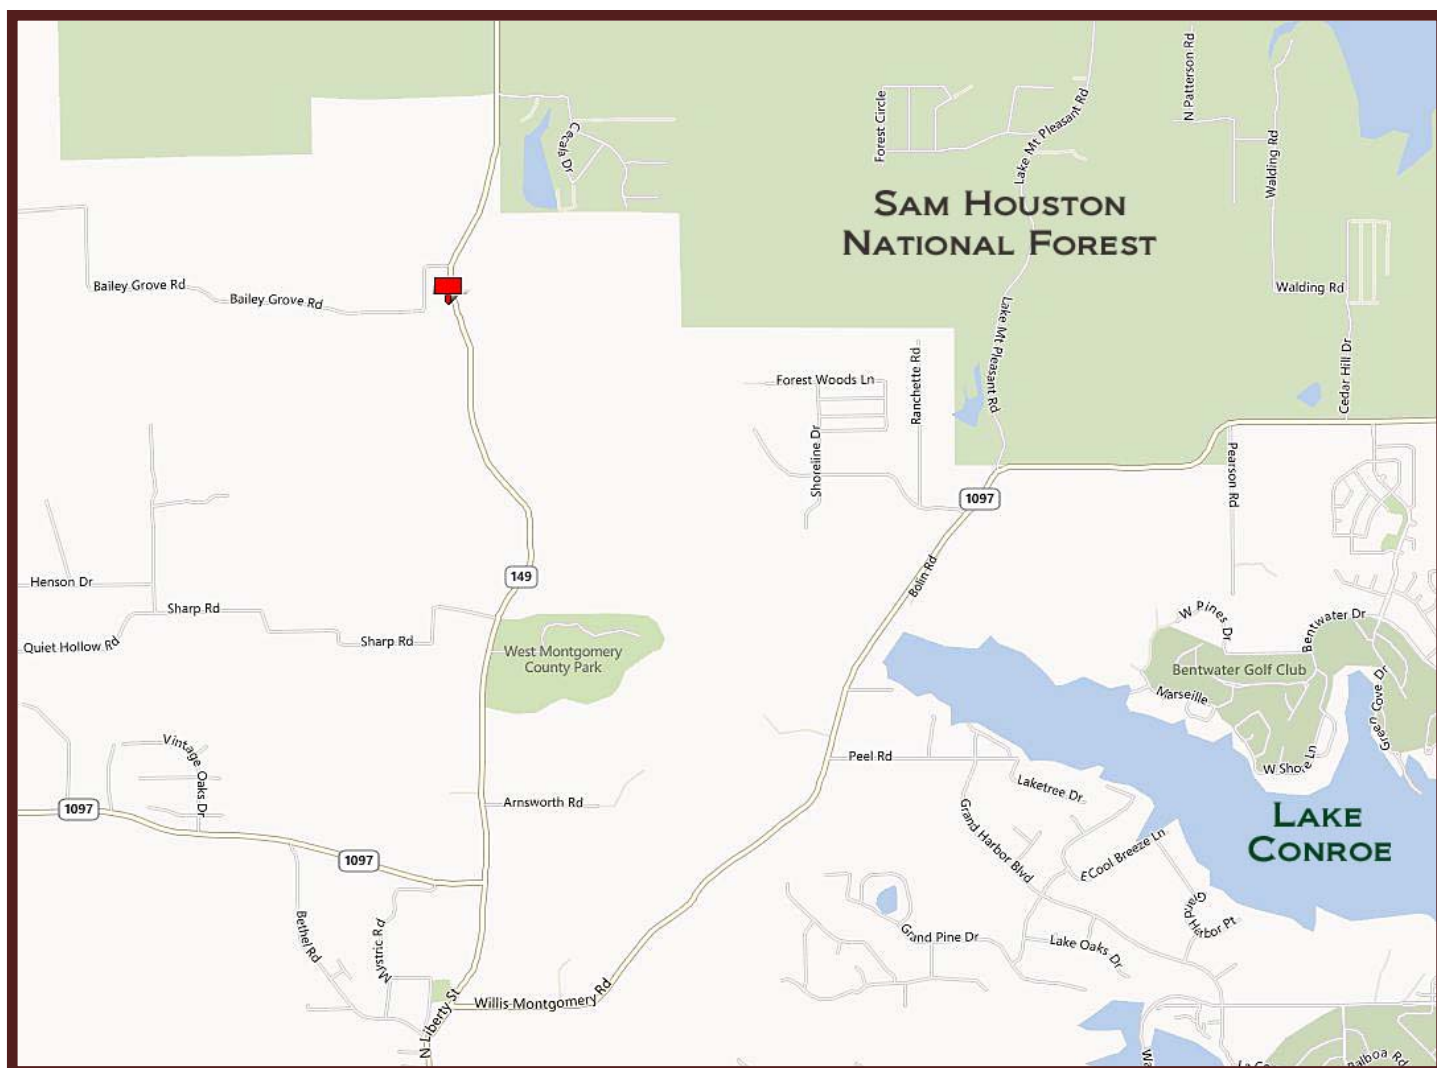 Cecala Dr
Forest Circle
Lake Mt Pleasant Rd
N Patterson Rd
Walding Rd
SAM HOUSTON
NATIONAL FOREST
Bailey Grove Rd
Bailey Grove Rd
Walding Rd
Lake Mt Pleasant Rd
Cedar Hill Dr
Forest Woods Ln
Ranchette Rd
Shoreline Dr
Pearson Rd
1097
149
Bolin Rd
Henson Dr
Sharp Rd
Sharp Rd
Quiet Hollow Rd
West Montgomery
County Park
W Pines Dr
Bentwater Dr
Bentwater Golf Club
Marseille
Green Cove Dr
W Shore Ln
Vintage Oaks Dr
Peel Rd
Laketree Dr
Arnsworth Rd
1097
1097
Grand Harbor Blvd
E Cool Breeze Ln
LAKE
CONROE
Grand Harbor Pt
Bethel Rd
Mystric Rd
Grand Pine Dr
Lake Oaks Dr
Willis-Montgomery Rd
N Liberty St
Balboa Rd